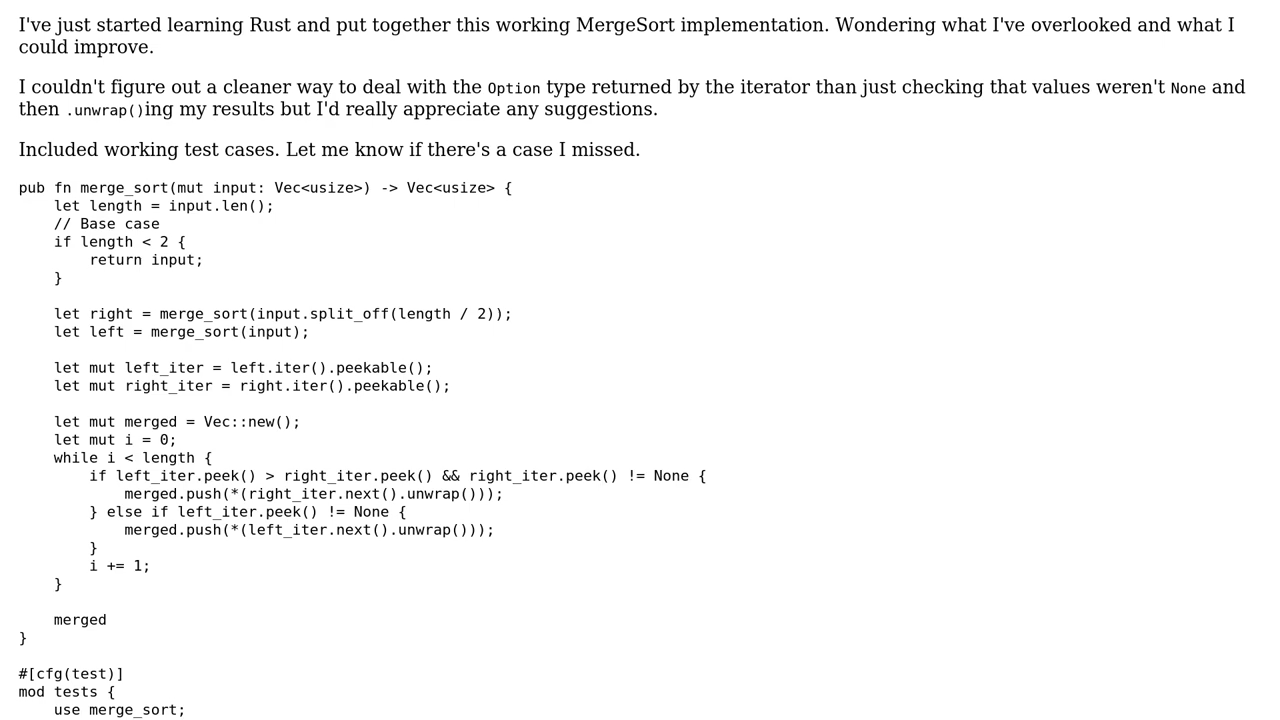 I've just started learning Rust and put together this working MergeSort implementation. Wondering what I've overlooked and what I
could improve.
I couldn't figure out a cleaner way to deal with the Option type returned by the iterator than just checking that values weren't None and
then .unwrap()ing my results but I'd really appreciate any suggestions.
Included working test cases. Let me know if there's a case I missed.
pub fn merge_sort(mut input: Vec<usize>) -> Vec<usize> {
    let length = input.len();
    // Base case
    if length < 2 {
        return input;
    }
    let right = merge_sort(input.split_off(length / 2));
    let left = merge_sort(input);
    let mut left_iter = left.iter().peekable();
    let mut right_iter = right.iter().peekable();
    let mut merged = Vec::new();
    let mut i = 0;
    while i < length {
        if left_iter.peek() > right_iter.peek() && right_iter.peek() != None {
            merged.push(*(right_iter.next().unwrap()));
        } else if left_iter.peek() != None {
            merged.push(*(left_iter.next().unwrap()));
        }
        i += 1;
    }
    merged
}
#[cfg(test)]
mod tests {
    use merge_sort;